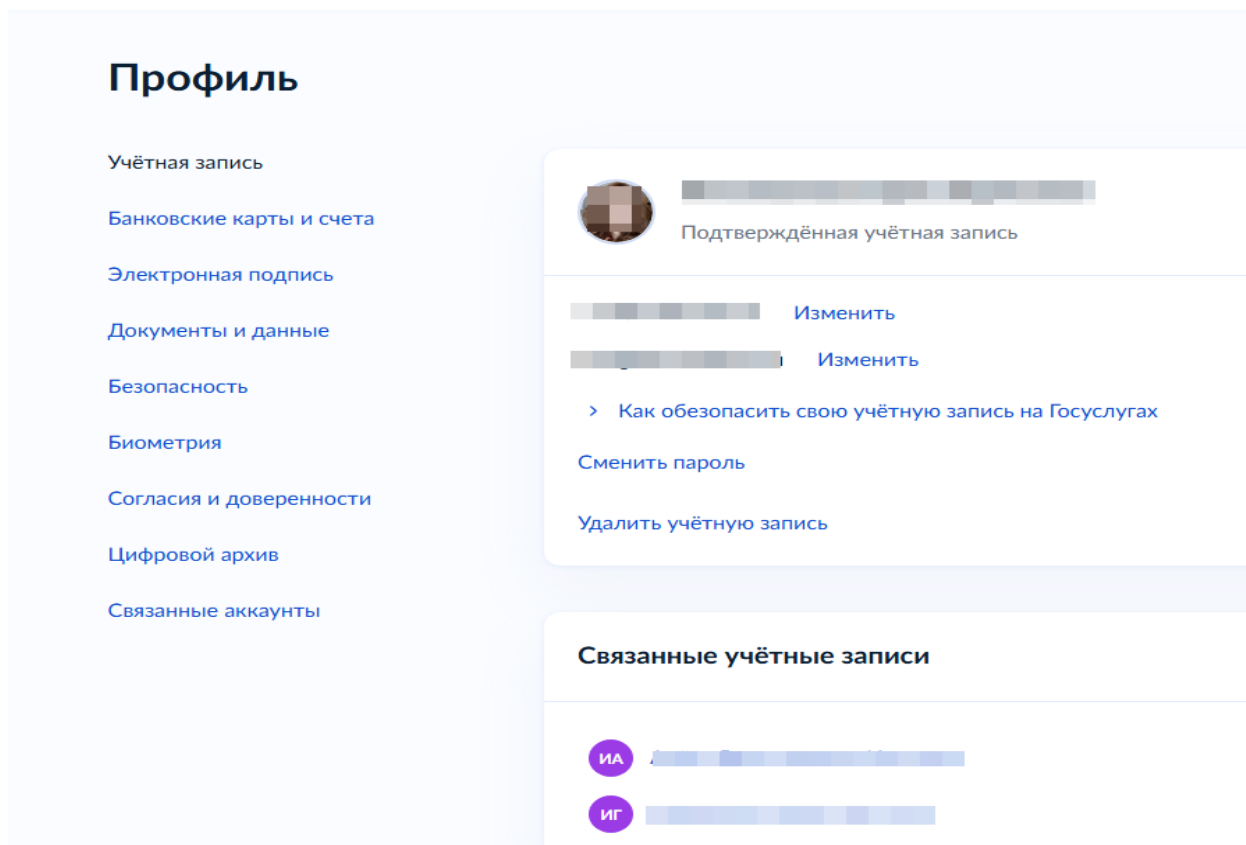 Профиль
Учётная запись
Банковские карты и счета
Электронная подпись
Документы и данные
Безопасность
Биометрия
Согласия и доверенности
Цифровой архив
Связанные аккаунты
Подтверждённая учётная запись
Изменить
Изменить
Как обезопасить свою учётную запись на Госуслугах
Сменить пароль
Удалить учётную запись
Связанные учётные записи
ИА
ИГ